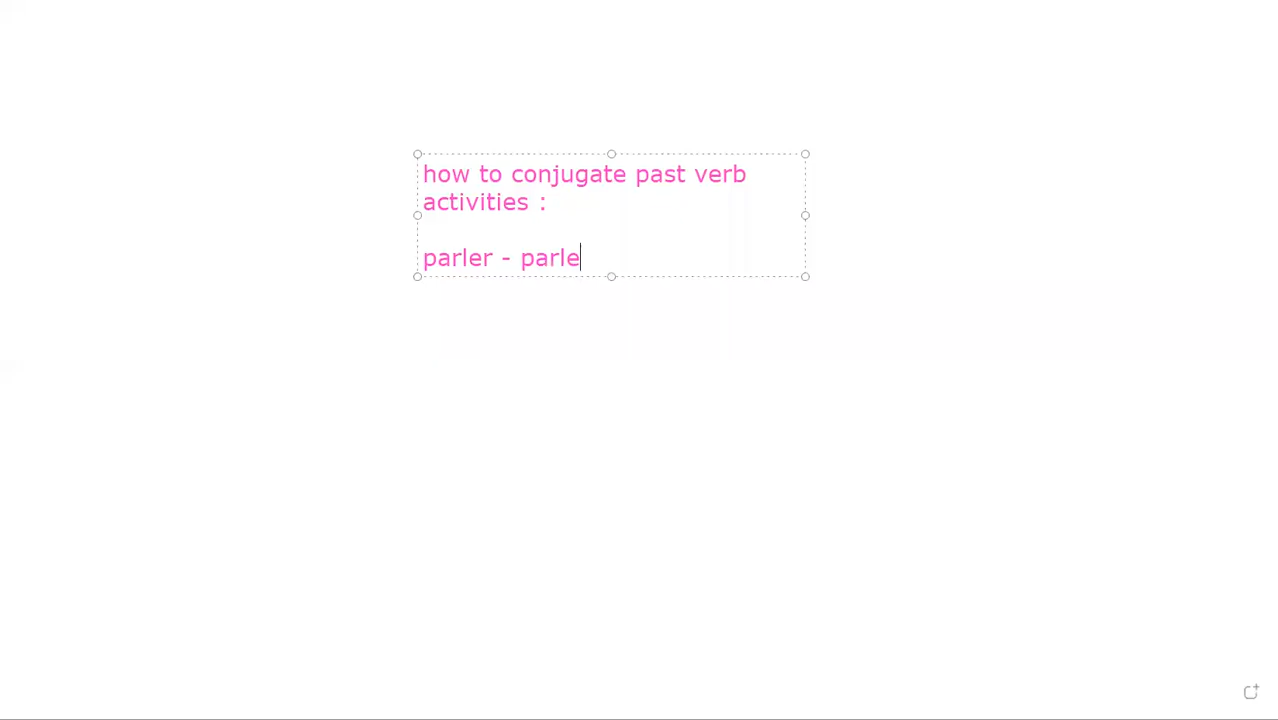 how to conjugate past verb
activities :
parler - parle